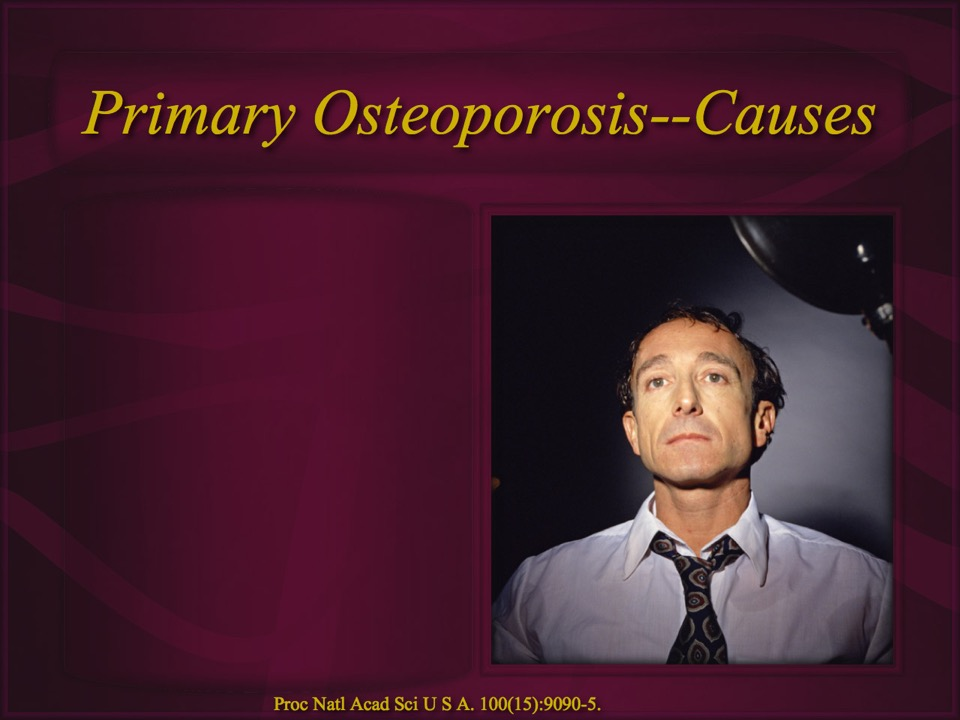 Primary Osteoporosis--Causes
Proc Natl Acad Sci U S A. 100(15):9090-5.